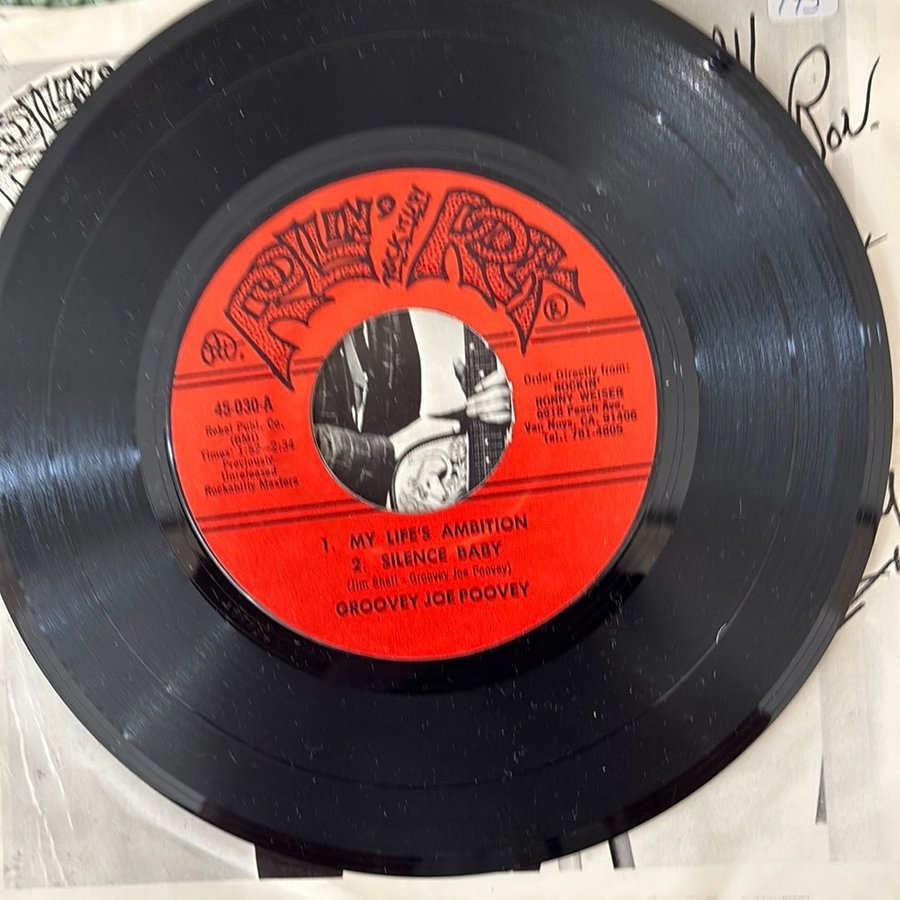 ROLLIN'
ROCK
®
45-030-A
Rebel Publ. Co.
(BMI)
Times' 1:52—2:34
Previously
Unreleased
Rockabilly Masters
Order Directly from:
ROCKIN'
RONNY WEISER
6918 Peach Ave.
Van Nuys, CA. 91406
Tel.: 781-4805
1. MY LIFE'S AMBITION
2. SILENCE BABY
(Jim Shell - Groovey Joe Poovey)
GROOVEY JOE POOVEY